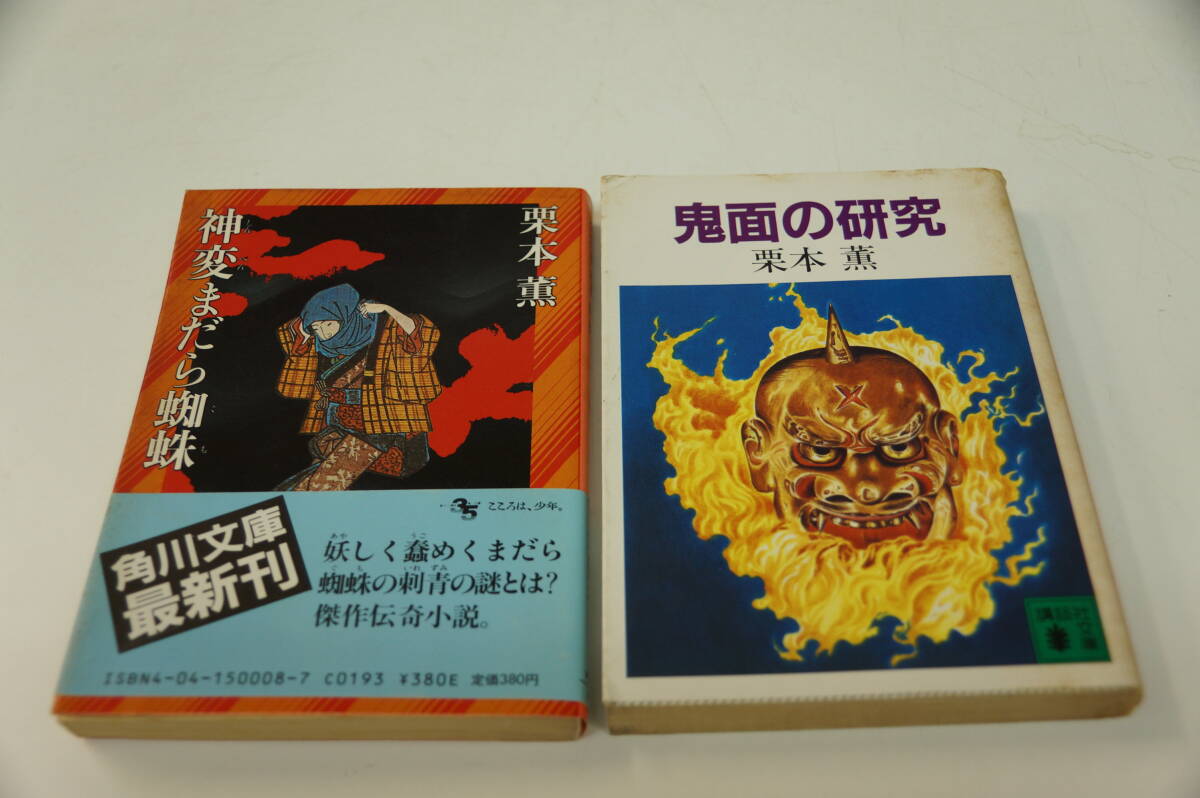 栗本 薫
神変まだら蜘蛛
35 こころは、少年。
角川文庫
最新刊
妖しく蠢めくまだら
蜘蛛の刺青の謎とは?
傑作伝奇小説。
ISBN4-04-150008-7 C0193 ¥380E 定価380円
鬼面の研究
栗本 薫
講談社
文庫